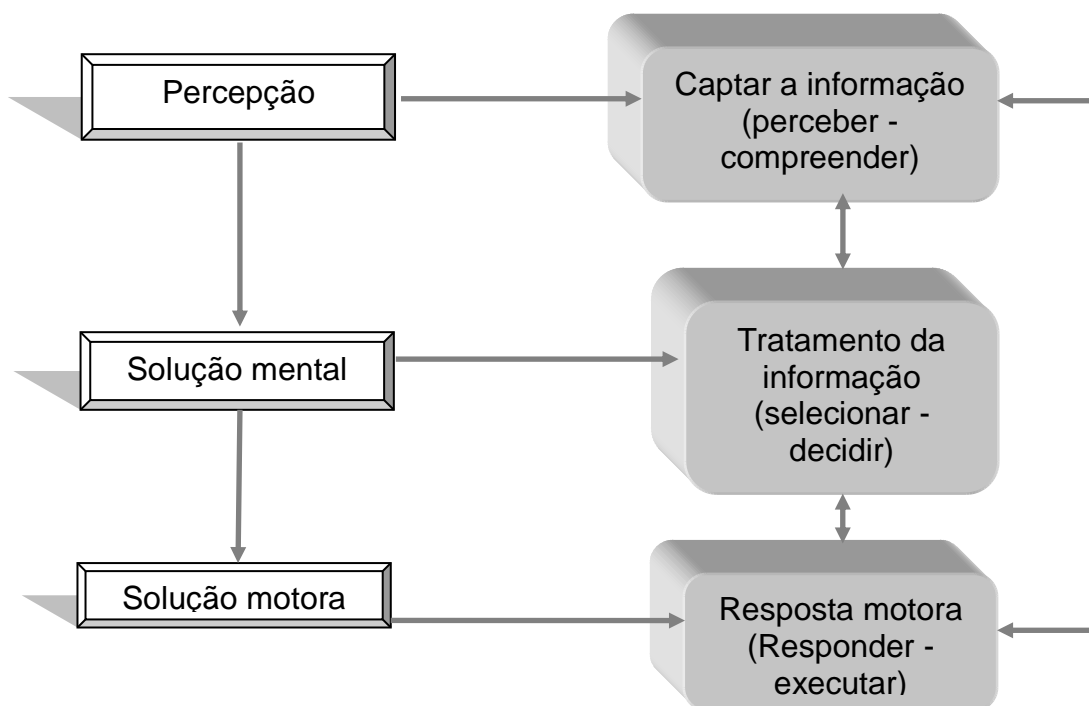 Percepção
Captar a informação
(perceber -
compreender)
Solução mental
Tratamento da
informação
(selecionar -
decidir)
Solução motora
Resposta motora
(Responder -
executar)